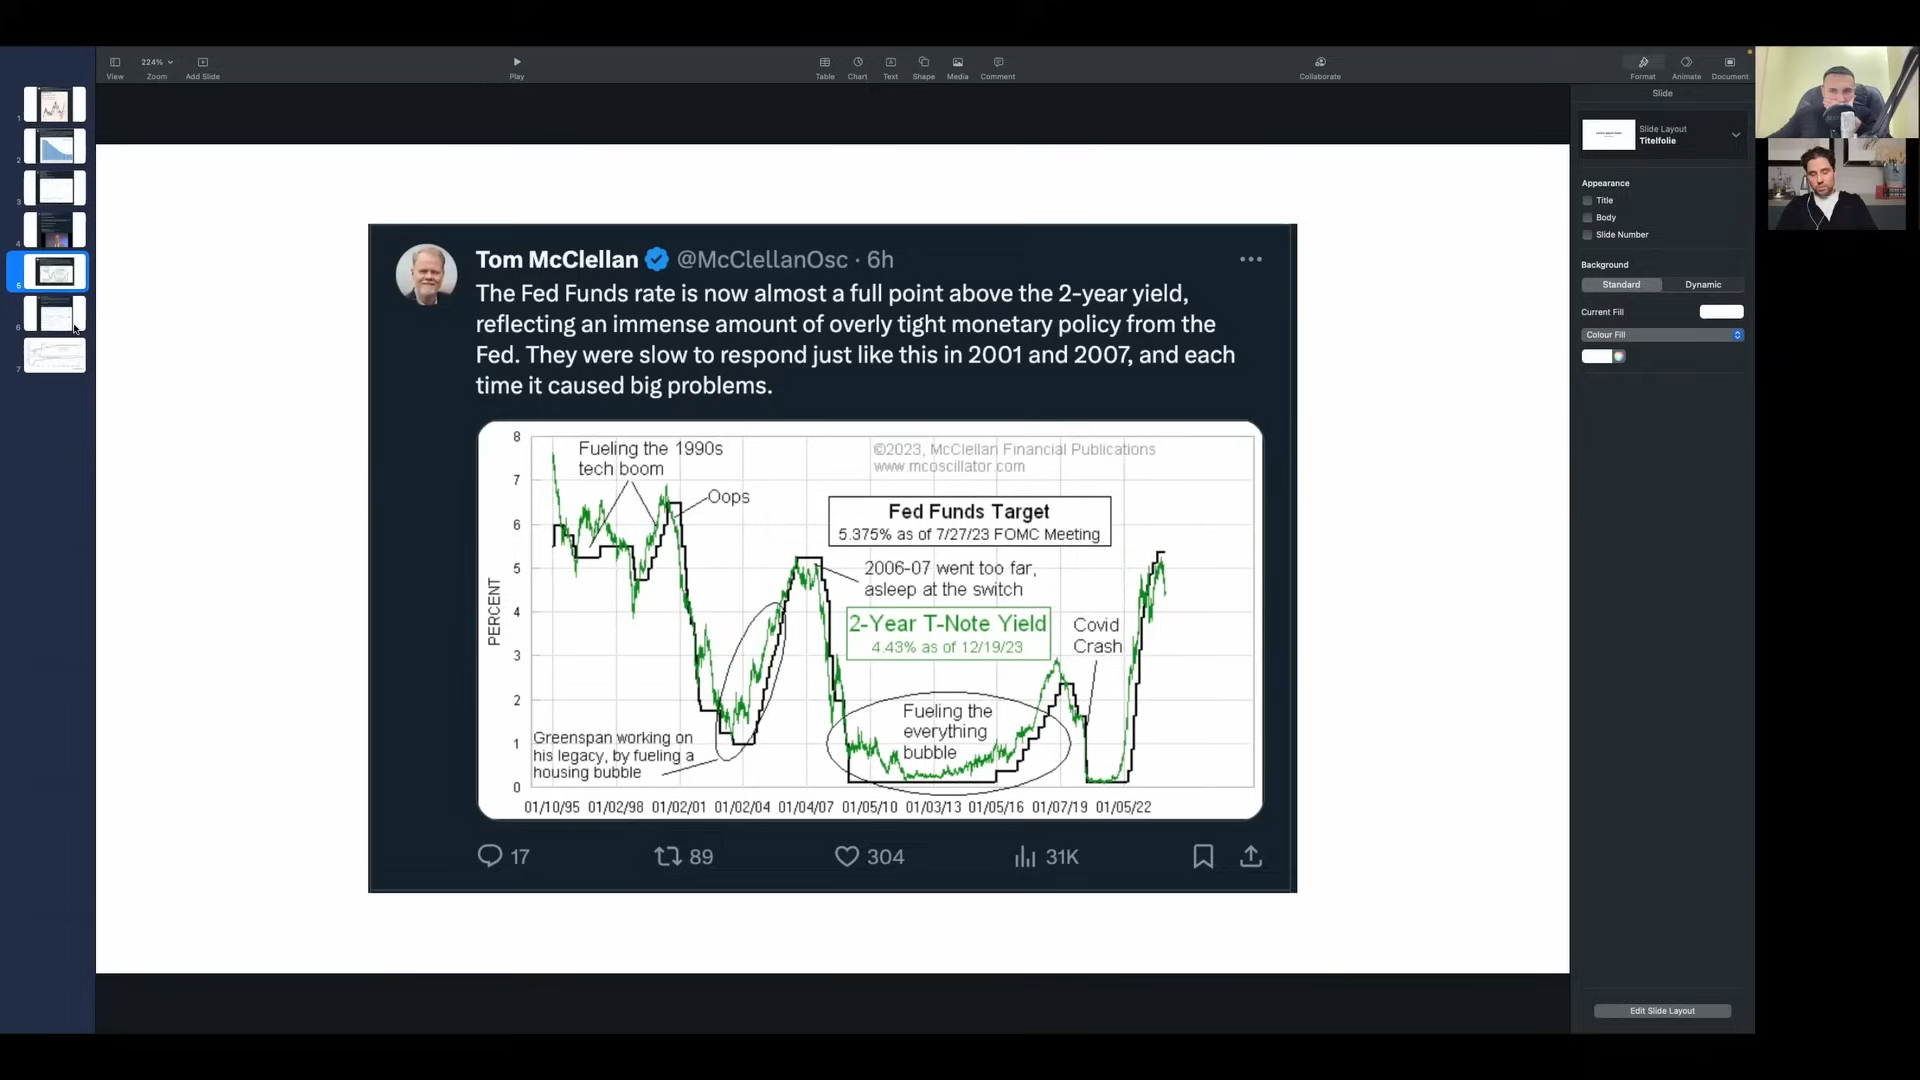 224%
View
Zoom
Add Slide
Play
Table
Chart
Text
Shape
Media
Comment
Collaborate
Format
Animate
Document
1
2
3
4
5
6
7
Tom McClellan @McClellanOsc · 6h
The Fed Funds rate is now almost a full point above the 2-year yield,
reflecting an immense amount of overly tight monetary policy from the
Fed. They were slow to respond just like this in 2001 and 2007, and each
time it caused big problems.
8
7
6
5
4
3
2
1
0
PERCENT
Fueling the 1990s
tech boom
Oops
©2023, McClellan Financial Publications
www.mcoscillator.com
Fed Funds Target
5.375% as of 7/27/23 FOMC Meeting
2006-07 went too far,
asleep at the switch
2-Year T-Note Yield
4.43% as of 12/19/23
Covid
Crash
Fueling the
everything
bubble
Greenspan working on
his legacy, by fueling a
housing bubble
01/10/95 01/02/98 01/02/01 01/02/04 01/04/07 01/05/10 01/03/13 01/05/16 01/07/19 01/05/22
17
89
304
31K
Slide
Slide Layout
Titelfolie
Appearance
Title
Body
Slide Number
Background
Standard
Dynamic
Current Fill
Colour Fill
Edit Slide Layout